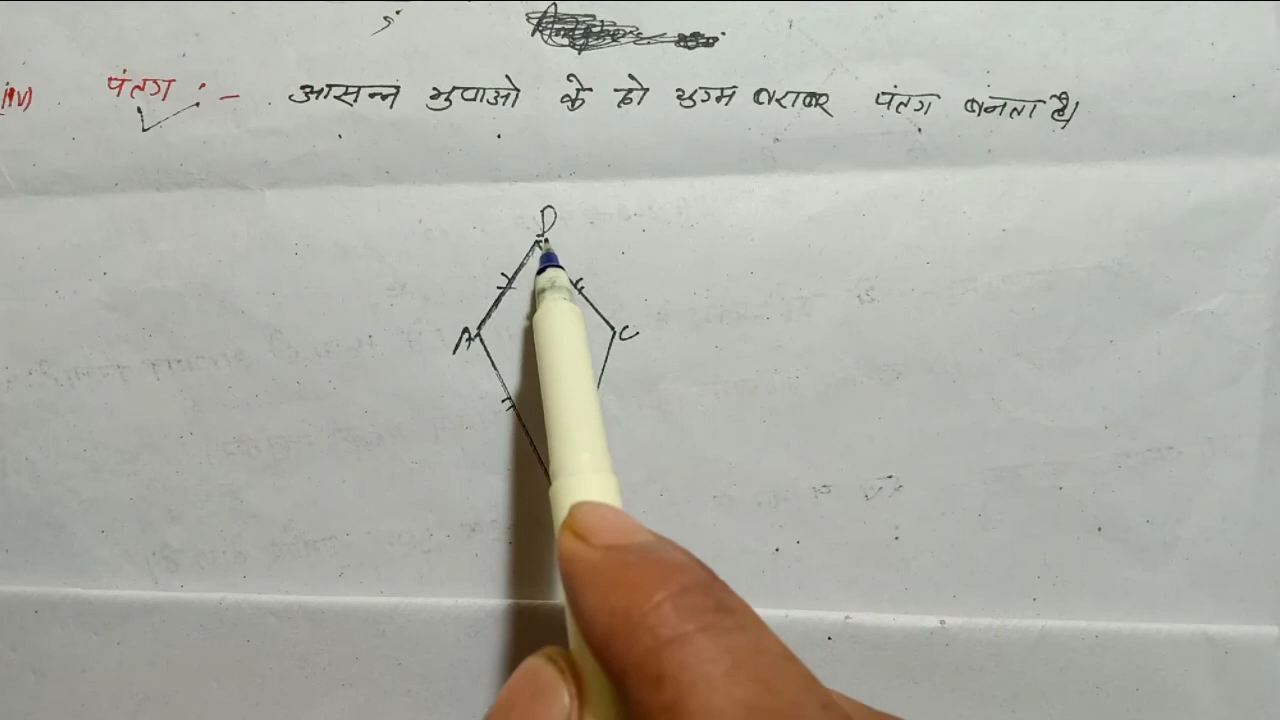 (iv) पंतग :- आसन्न भुपाओ के दो युग्म बराबर पंतग बनता है।
D
A C